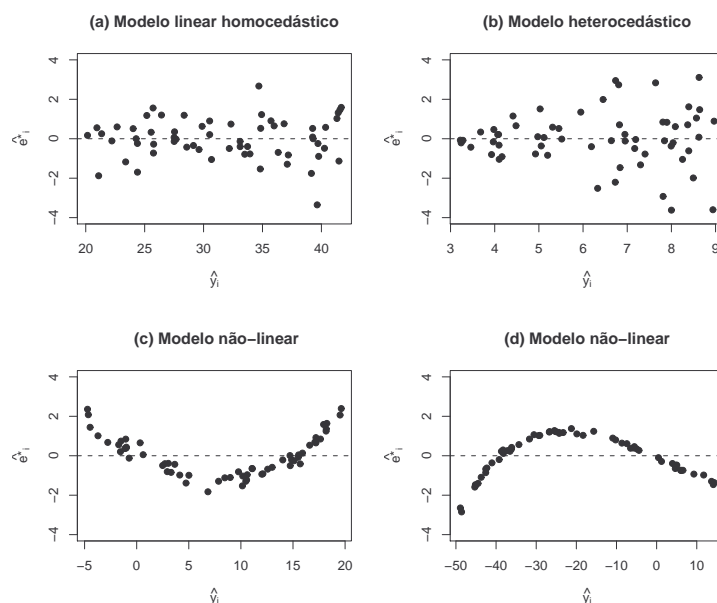 (a) Modelo linear homocedástico
4
2
0
−2
−4
ê*i
20 25 30 35 40
ŷi
(b) Modelo heterocedástico
4
2
0
−2
−4
ê*i
3 4 5 6 7 8 9
ŷi
(c) Modelo não−linear
4
2
0
−2
−4
ê*i
−5 0 5 10 15 20
ŷi
(d) Modelo não−linear
4
2
0
−2
−4
ê*i
−50 −40 −30 −20 −10 0 10
ŷi